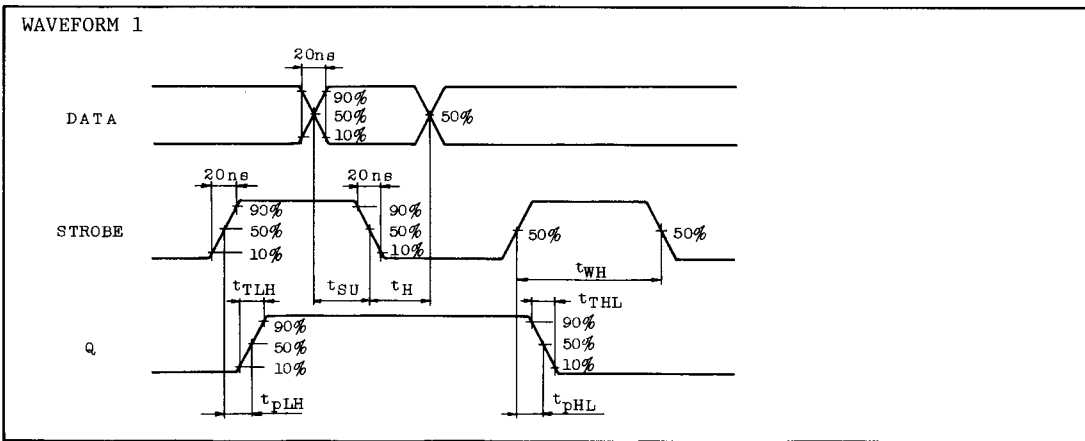 WAVEFORM 1
20ns
DATA
90%
50%
10%
50%
20ns
20ns
STROBE
90%
50%
10%
90%
50%
10%
50%
50%
tTLH
tSU
tH
tWH
tTHL
Q
90%
50%
10%
90%
50%
10%
tpLH
tpHL